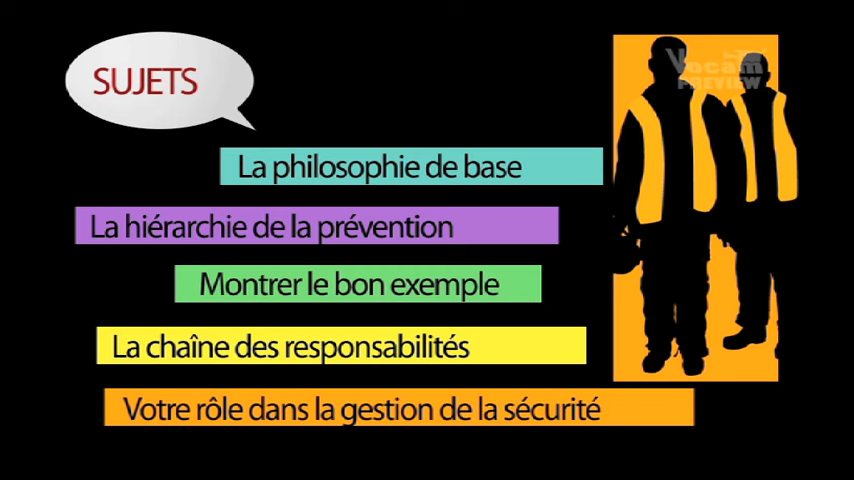 SUJETS
Vocam
PREVIEW
La philosophie de base
La hiérarchie de la prévention
Montrer le bon exemple
La chaîne des responsabilités
Votre rôle dans la gestion de la sécurité